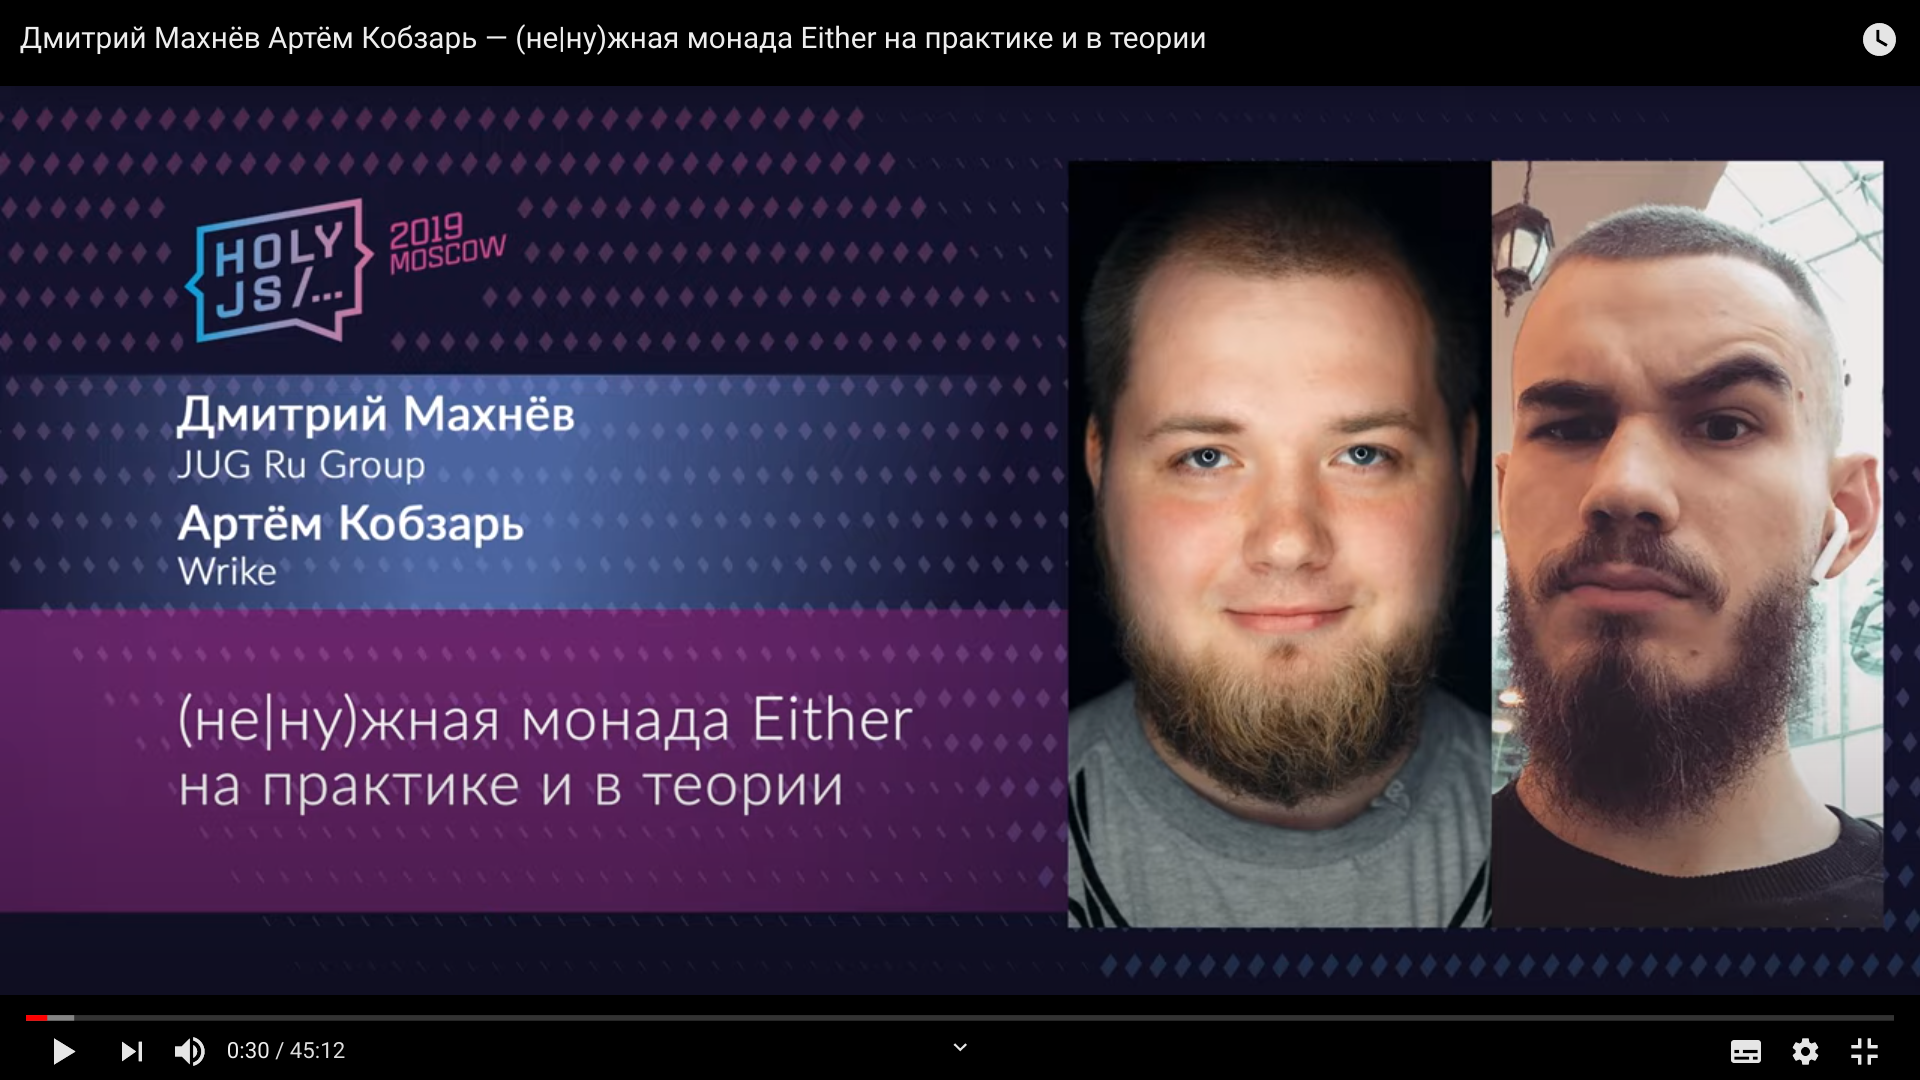 Дмитрий Махнёв Артём Кобзарь — (не|ну)жная монада Either на практике и в теории
HOLY
JS/...
2019
MOSCOW
Дмитрий Махнёв
JUG Ru Group
Артём Кобзарь
Wrike
(не|ну)жная монада Either
на практике и в теории
0:30 / 45:12